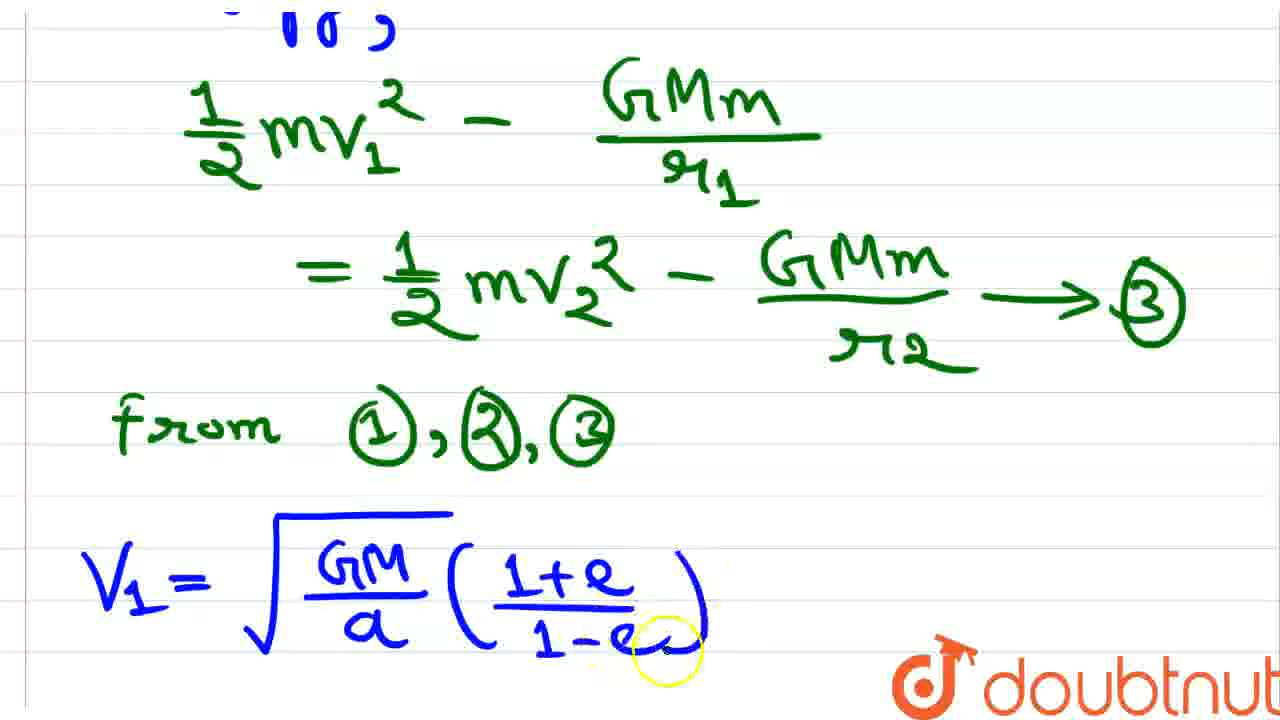 1/2 mv₁² − GMm/r₁
= 1/2 mv₂² − GMm/r₂ → ③
from ①, ②, ③
V₁ = √(GM/a) (1+e/1−e)
doubtnut